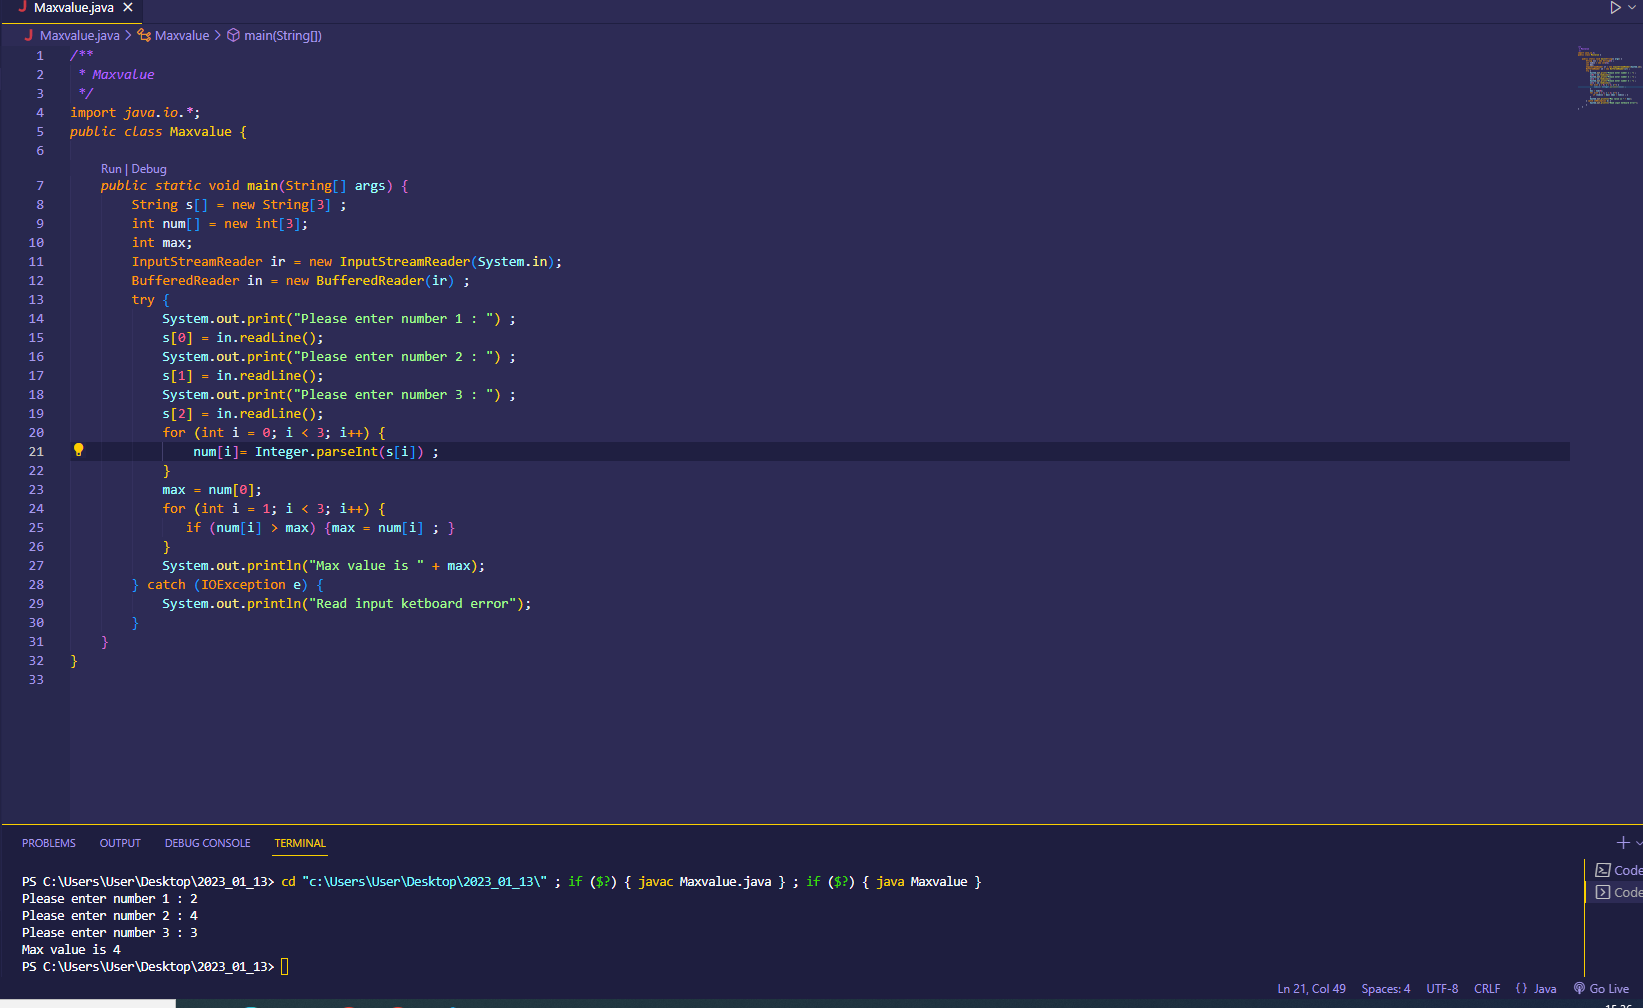 Maxvalue.java
Maxvalue.java > Maxvalue > main(String[])
1 /**
2 * Maxvalue
3 */
4 import java.io.*;
5 public class Maxvalue {
6
Run | Debug
7 public static void main(String[] args) {
8 String s[] = new String[3] ;
9 int num[] = new int[3];
10 int max;
11 InputStreamReader ir = new InputStreamReader(System.in);
12 BufferedReader in = new BufferedReader(ir) ;
13 try {
14 System.out.print("Please enter number 1 : ") ;
15 s[0] = in.readLine();
16 System.out.print("Please enter number 2 : ") ;
17 s[1] = in.readLine();
18 System.out.print("Please enter number 3 : ") ;
19 s[2] = in.readLine();
20 for (int i = 0; i < 3; i++) {
21 num[i]= Integer.parseInt(s[i]) ;
22 }
23 max = num[0];
24 for (int i = 1; i < 3; i++) {
25 if (num[i] > max) {max = num[i] ; }
26 }
27 System.out.println("Max value is " + max);
28 } catch (IOException e) {
29 System.out.println("Read input ketboard error");
30 }
31 }
32 }
33
PROBLEMS OUTPUT DEBUG CONSOLE TERMINAL
PS C:\Users\User\Desktop\2023_01_13> cd "c:\Users\User\Desktop\2023_01_13\" ; if ($?) { javac Maxvalue.java } ; if ($?) { java Maxvalue }
Please enter number 1 : 2
Please enter number 2 : 4
Please enter number 3 : 3
Max value is 4
PS C:\Users\User\Desktop\2023_01_13>
Code
Code
Ln 21, Col 49 Spaces: 4 UTF-8 CRLF {} Java Go Live